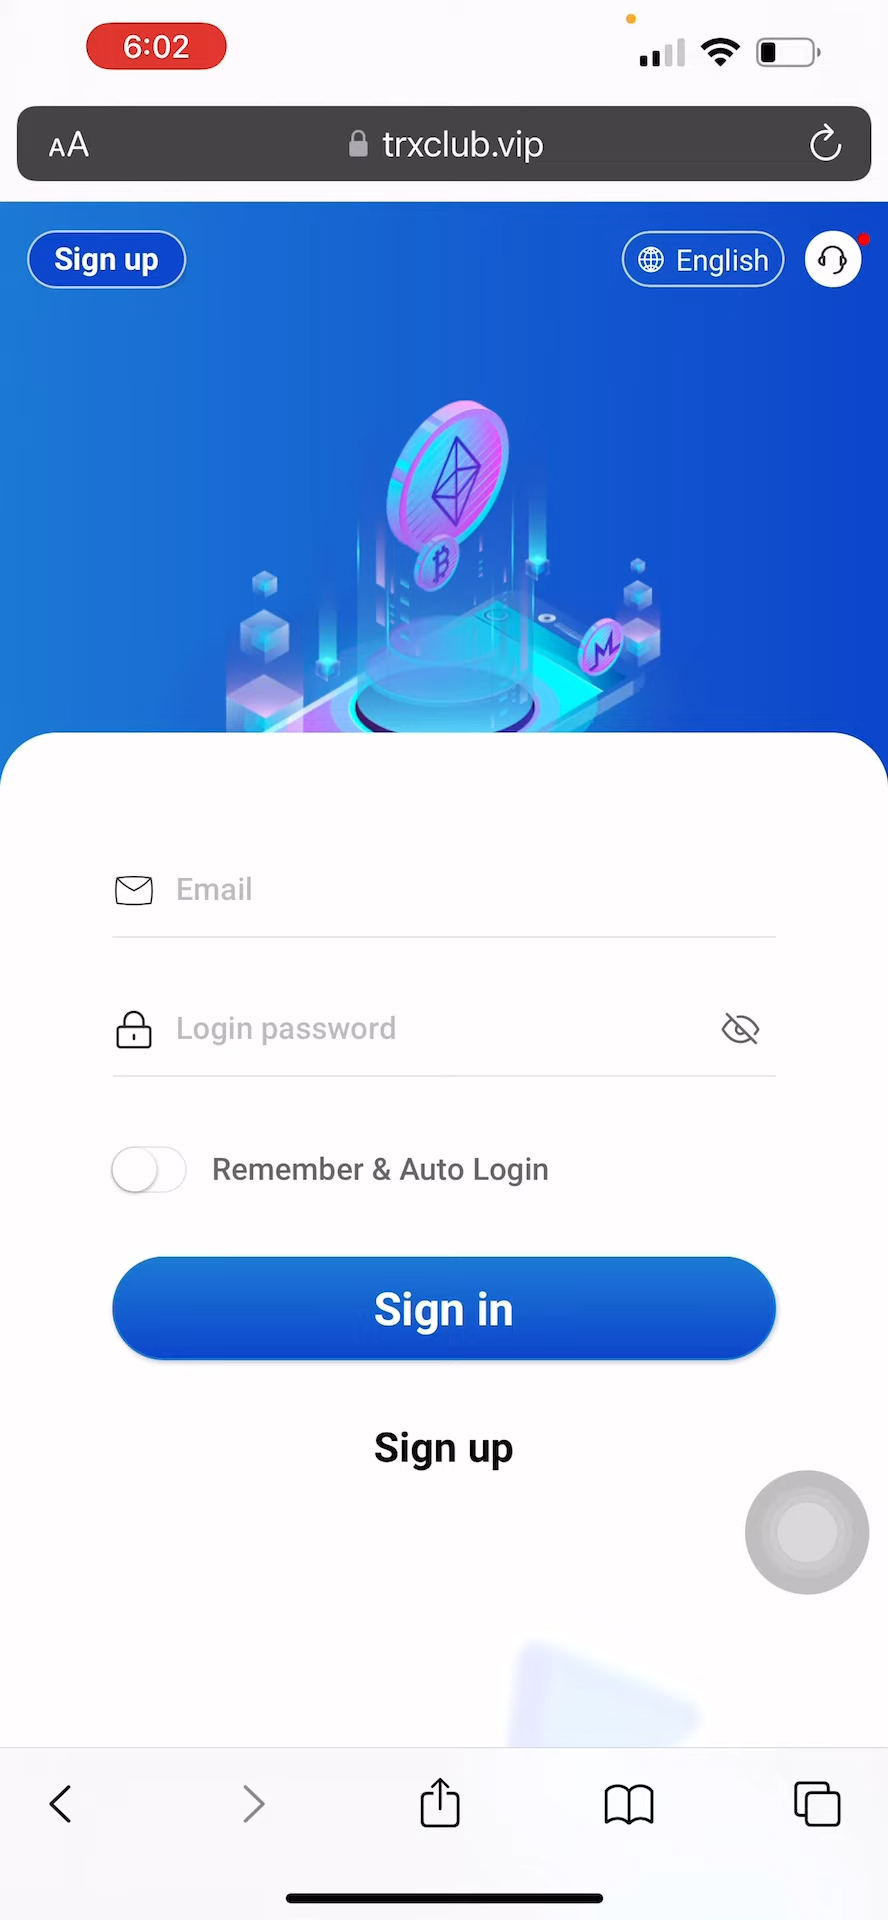 6:02
AA trxclub.vip
Sign up English
Email
Login password
Remember & Auto Login
Sign in
Sign up